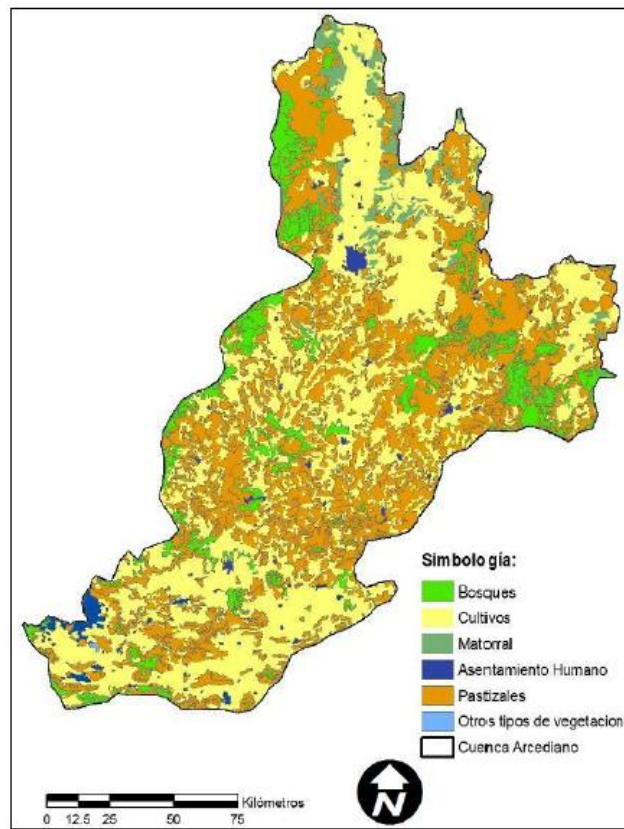 Simbología:
Bosques
Cultivos
Matorral
Asentamiento Humano
Pastizales
Otros tipos de vegetacion
Cuenca Arcediano
Kilómetros
0 12.5 25 50 75
N